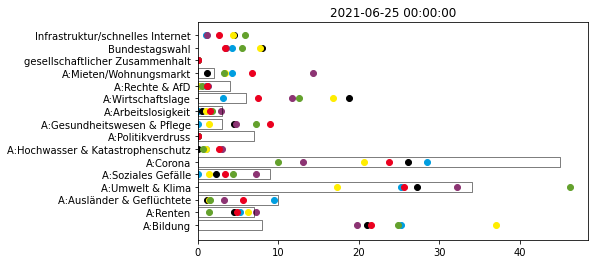 2021-06-25 00:00:00
Infrastruktur/schnelles Internet
Bundestagswahl
gesellschaftlicher Zusammenhalt
A:Mieten/Wohnungsmarkt
A:Rechte & AfD
A:Wirtschaftslage
A:Arbeitslosigkeit
A:Gesundheitswesen & Pflege
A:Politikverdruss
A:Hochwasser & Katastrophenschutz
A:Corona
A:Soziales Gefälle
A:Umwelt & Klima
A:Ausländer & Geflüchtete
A:Renten
A:Bildung
0 10 20 30 40